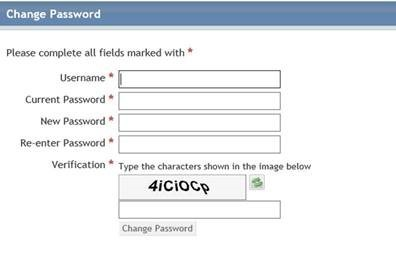 Change Password
Please complete all fields marked with *
Username *
Current Password *
New Password *
Re-enter Password *
Verification * Type the characters shown in the image below
4iCiOCp
Change Password